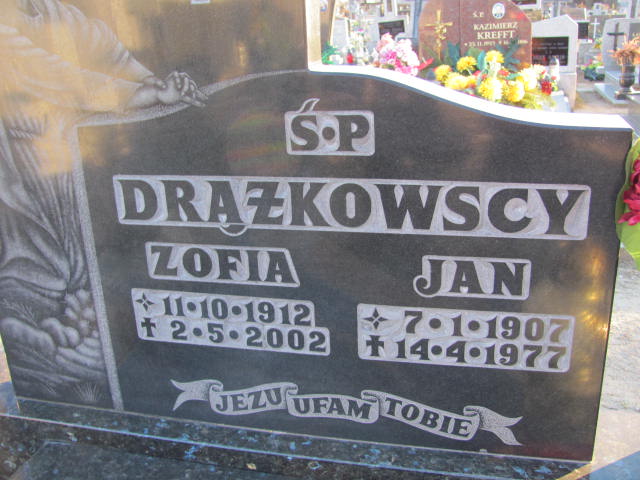 Ś.P.
KAZIMIERZ
KREFFT
Ś•P
DRĄŻKOWSCY
ZOFIA
11•10•1912
2•5•2002
JAN
7•1•1907
14•4•1977
JEZU UFAM TOBIE